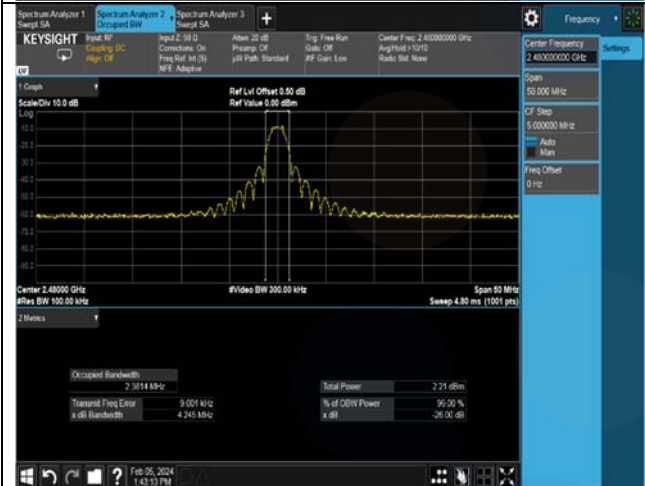 Spectrum Analyzer 1
Swept SA
Spectrum Analyzer 2
Occupied BW
Spectrum Analyzer 3
Swept SA
+
Frequency
KEYSIGHT
Input: RF
Coupling: DC
Align: Off
Input Z: 50 Ω
Corrections: On
Freq Ref: Int (S)
NFE: Adaptive
Atten: 20 dB
Preamp: Off
µW Path: Standard
Trig: Free Run
Gate: Off
#IF Gain: Low
Center Freq: 2.480000000 GHz
Avg|Hold:>10/10
Radio Std: None
Center Frequency
2.480000000 GHz
Settings
Span
50.000 MHz
CF Step
5.000000 MHz
Auto
Man
Freq Offset
0 Hz
1 Graph
Scale/Div 10.0 dB
Ref Lvl Offset 0.50 dB
Ref Value 0.00 dBm
Log
Center 2.48000 GHz
#Res BW 100.00 kHz
#Video BW 300.00 kHz
Span 50 MHz
Sweep 4.80 ms (1001 pts)
2 Metrics
Occupied Bandwidth
2.3814 MHz
Total Power
2.21 dBm
Transmit Freq Error
9.001 kHz
% of OBW Power
99.00 %
x dB Bandwidth
4.245 MHz
x dB
-26.00 dB
Feb 05, 2024
1:43:13 PM